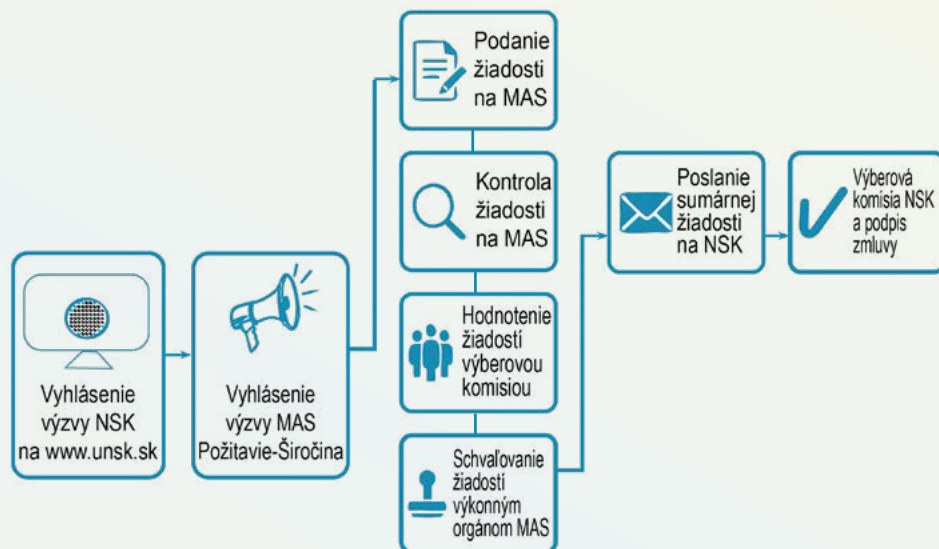 Vyhlásenie
výzvy NSK
na www.unsk.sk
Vyhlásenie
výzvy MAS
Požitavie-Širočina
Podanie
žiadosti
na MAS
Kontrola
žiadosti
na MAS
Hodnotenie
žiadostí
výberovou
komisiou
Schvaľovanie
žiadostí
výkonným
orgánom MAS
Poslanie
sumárnej
žiadosti
na NSK
Výberová
komisia NSK
a podpis
zmluvy